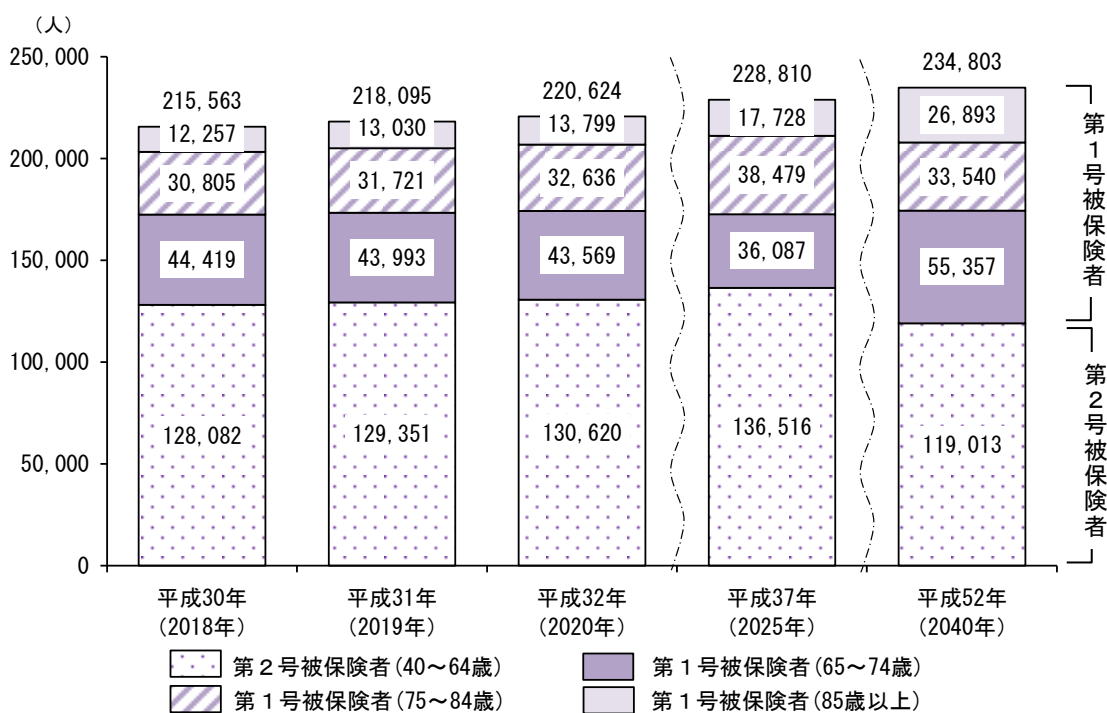 （人）
250,000
200,000
150,000
100,000
50,000
0
215,563
12,257
30,805
44,419
128,082
218,095
13,030
31,721
43,993
129,351
220,624
13,799
32,636
43,569
130,620
228,810
17,728
38,479
36,087
136,516
234,803
26,893
33,540
55,357
119,013
第１号被保険者
第２号被保険者
平成30年
（2018年）
平成31年
（2019年）
平成32年
（2020年）
平成37年
（2025年）
平成52年
（2040年）
第２号被保険者(40～64歳)
第１号被保険者(65～74歳)
第１号被保険者(75～84歳)
第１号被保険者(85歳以上)